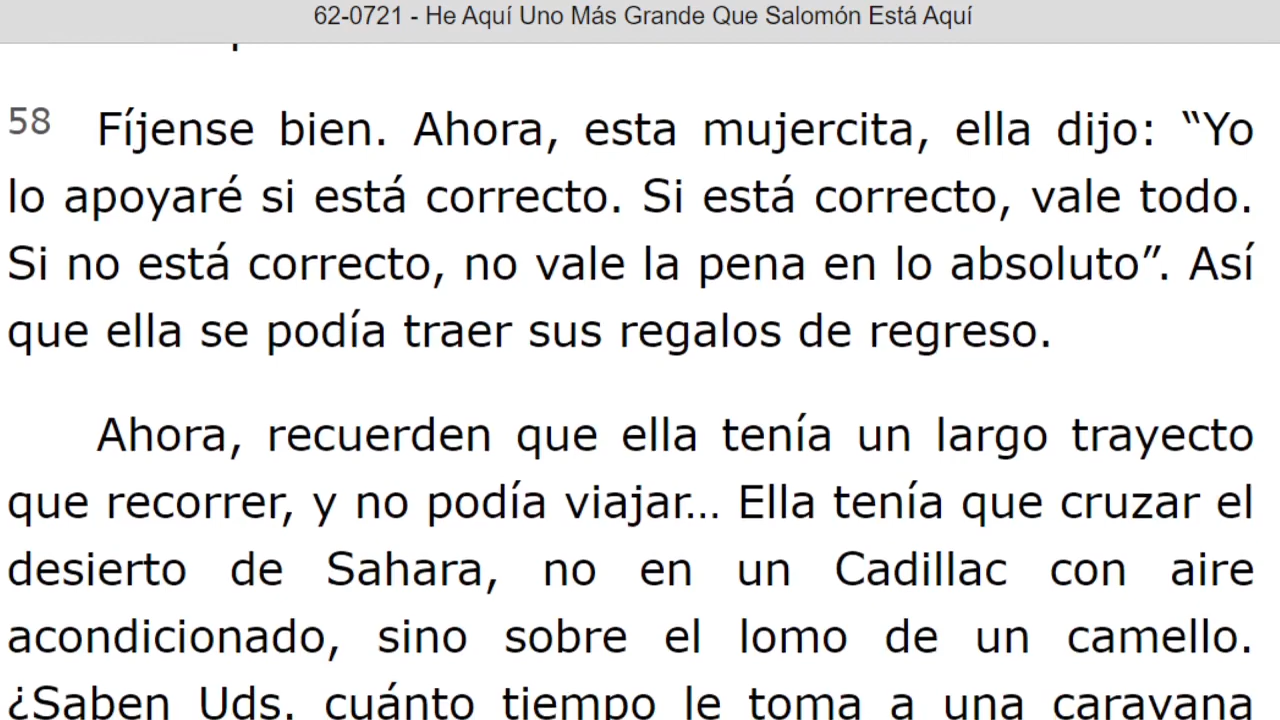 62-0721 - He Aquí Uno Más Grande Que Salomón Está Aquí
58 Fíjense bien. Ahora, esta mujercita, ella dijo: “Yo
lo apoyaré si está correcto. Si está correcto, vale todo.
Si no está correcto, no vale la pena en lo absoluto”. Así
que ella se podía traer sus regalos de regreso.
Ahora, recuerden que ella tenía un largo trayecto
que recorrer, y no podía viajar... Ella tenía que cruzar el
desierto de Sahara, no en un Cadillac con aire
acondicionado, sino sobre el lomo de un camello.
¿Saben Uds. cuánto tiempo le toma a una caravana